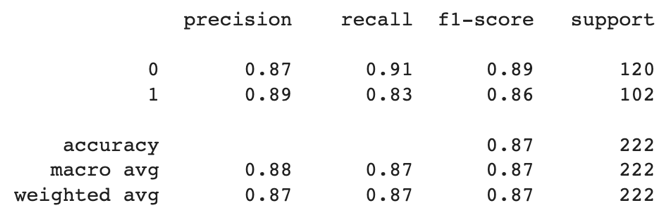 precision recall f1-score support
0 0.87 0.91 0.89 120
1 0.89 0.83 0.86 102
accuracy 0.87 222
macro avg 0.88 0.87 0.87 222
weighted avg 0.87 0.87 0.87 222